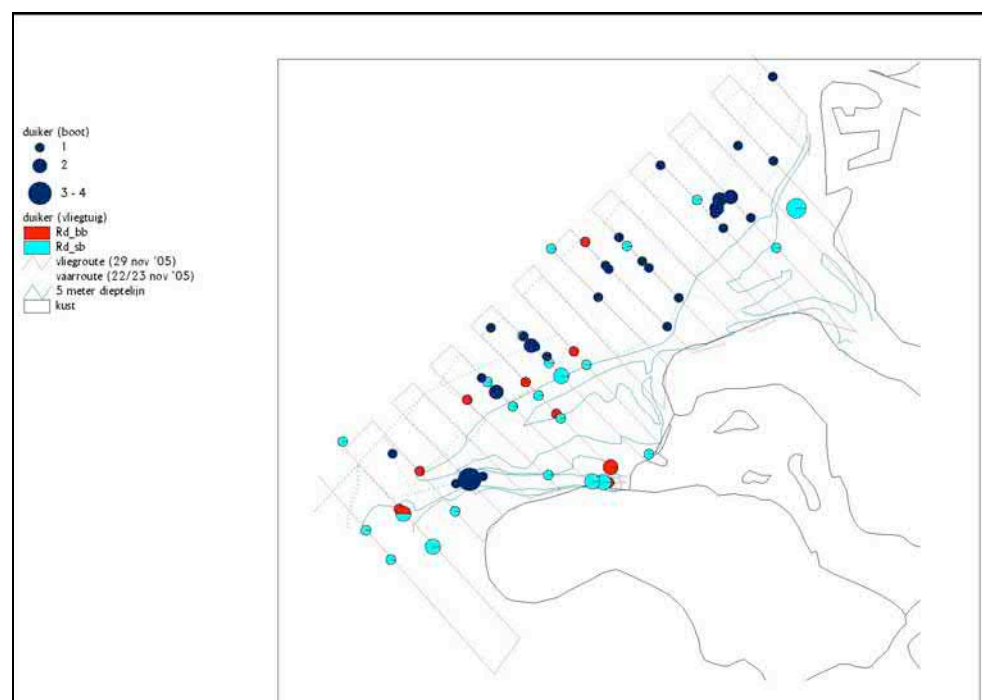 duiker (boot)
1
2
3 - 4
duiker (vliegtuig)
Rd_bb
Rd_sb
vliegroute (29 nov '05)
vaarroute (22/23 nov '05)
5 meter dieptelijn
kust